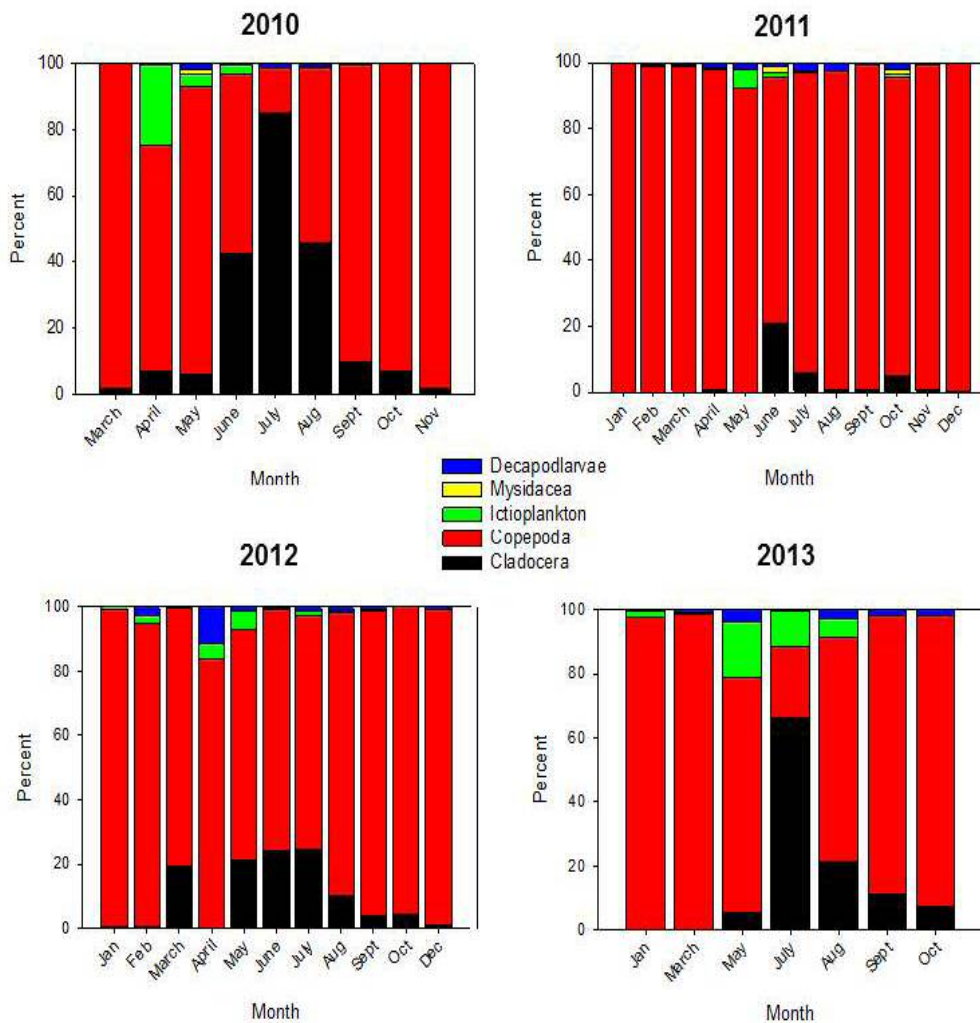 2010
100
80
60
40
20
0
Percent
March April May June July Aug Sept Oct Nov
Month
2011
100
80
60
40
20
0
Percent
Jan Feb March April May June July Aug Sept Oct Nov Dec
Month
Decapodlarvae
Mysidacea
Ictioplankton
Copepoda
Cladocera
2012
100
80
60
40
20
0
Percent
Jan Feb March April May June July Aug Sept Oct Dec
Month
2013
100
80
60
40
20
0
Percent
Jan March May July Aug Sept Oct
Month